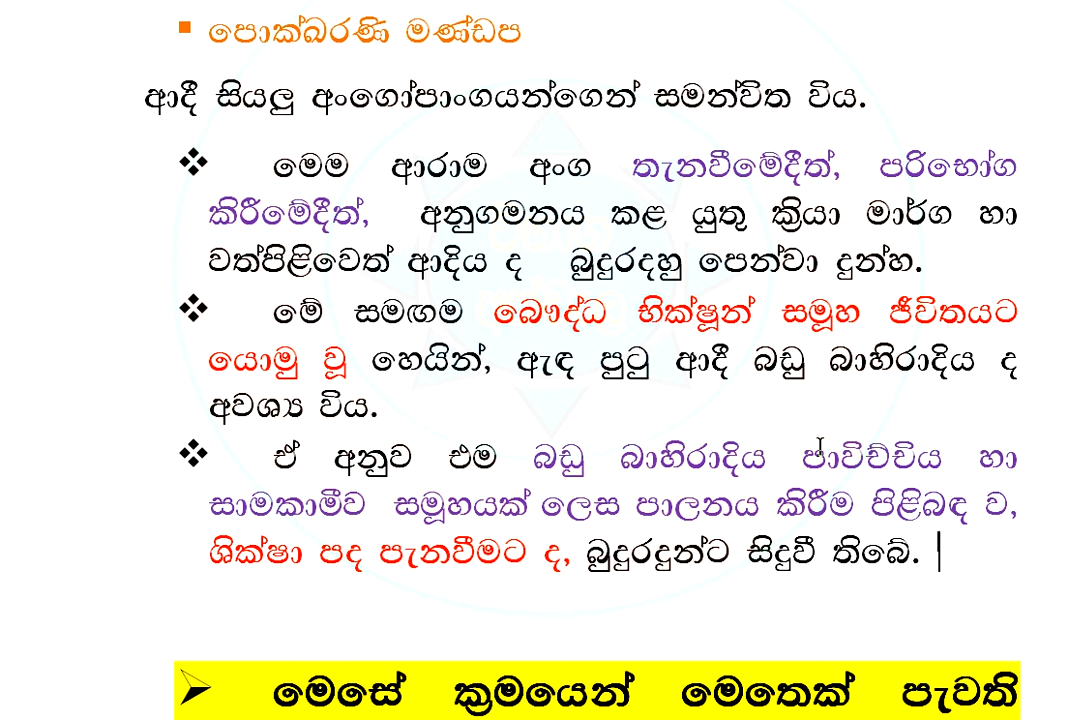 ▪ පොක්ඛරණි මණ්ඩප
ආදී සියලු අංගෝපාංගයන්ගෙන් සමන්විත විය.
❖ මෙම ආරාම අංග තැනවීමේදීත්, පරිභෝග
කිරීමේදීත්, අනුගමනය කළ යුතු ක්‍රියා මාර්ග හා
වත්පිළිවෙත් ආදිය ද බුදුරදහු පෙන්වා දුන්හ.
❖ මේ සමඟම බෞද්ධ භික්ෂූන් සමූහ ජීවිතයට
යොමු වූ හෙයින්, ඇඳ පුටු ආදී බඩු බාහිරාදිය ද
අවශ්‍ය විය.
❖ ඒ අනුව එම බඩු බාහිරාදිය පාවිච්චිය හා
සාමකාමීව සමූහයක් ලෙස පාලනය කිරීම පිළිබඳ ව,
ශික්ෂා පද පැනවීමට ද, බුදුරදුන්ට සිදුවී තිබේ.
➢ මෙසේ ක්‍රමයෙන් මෙතෙක් පැවති